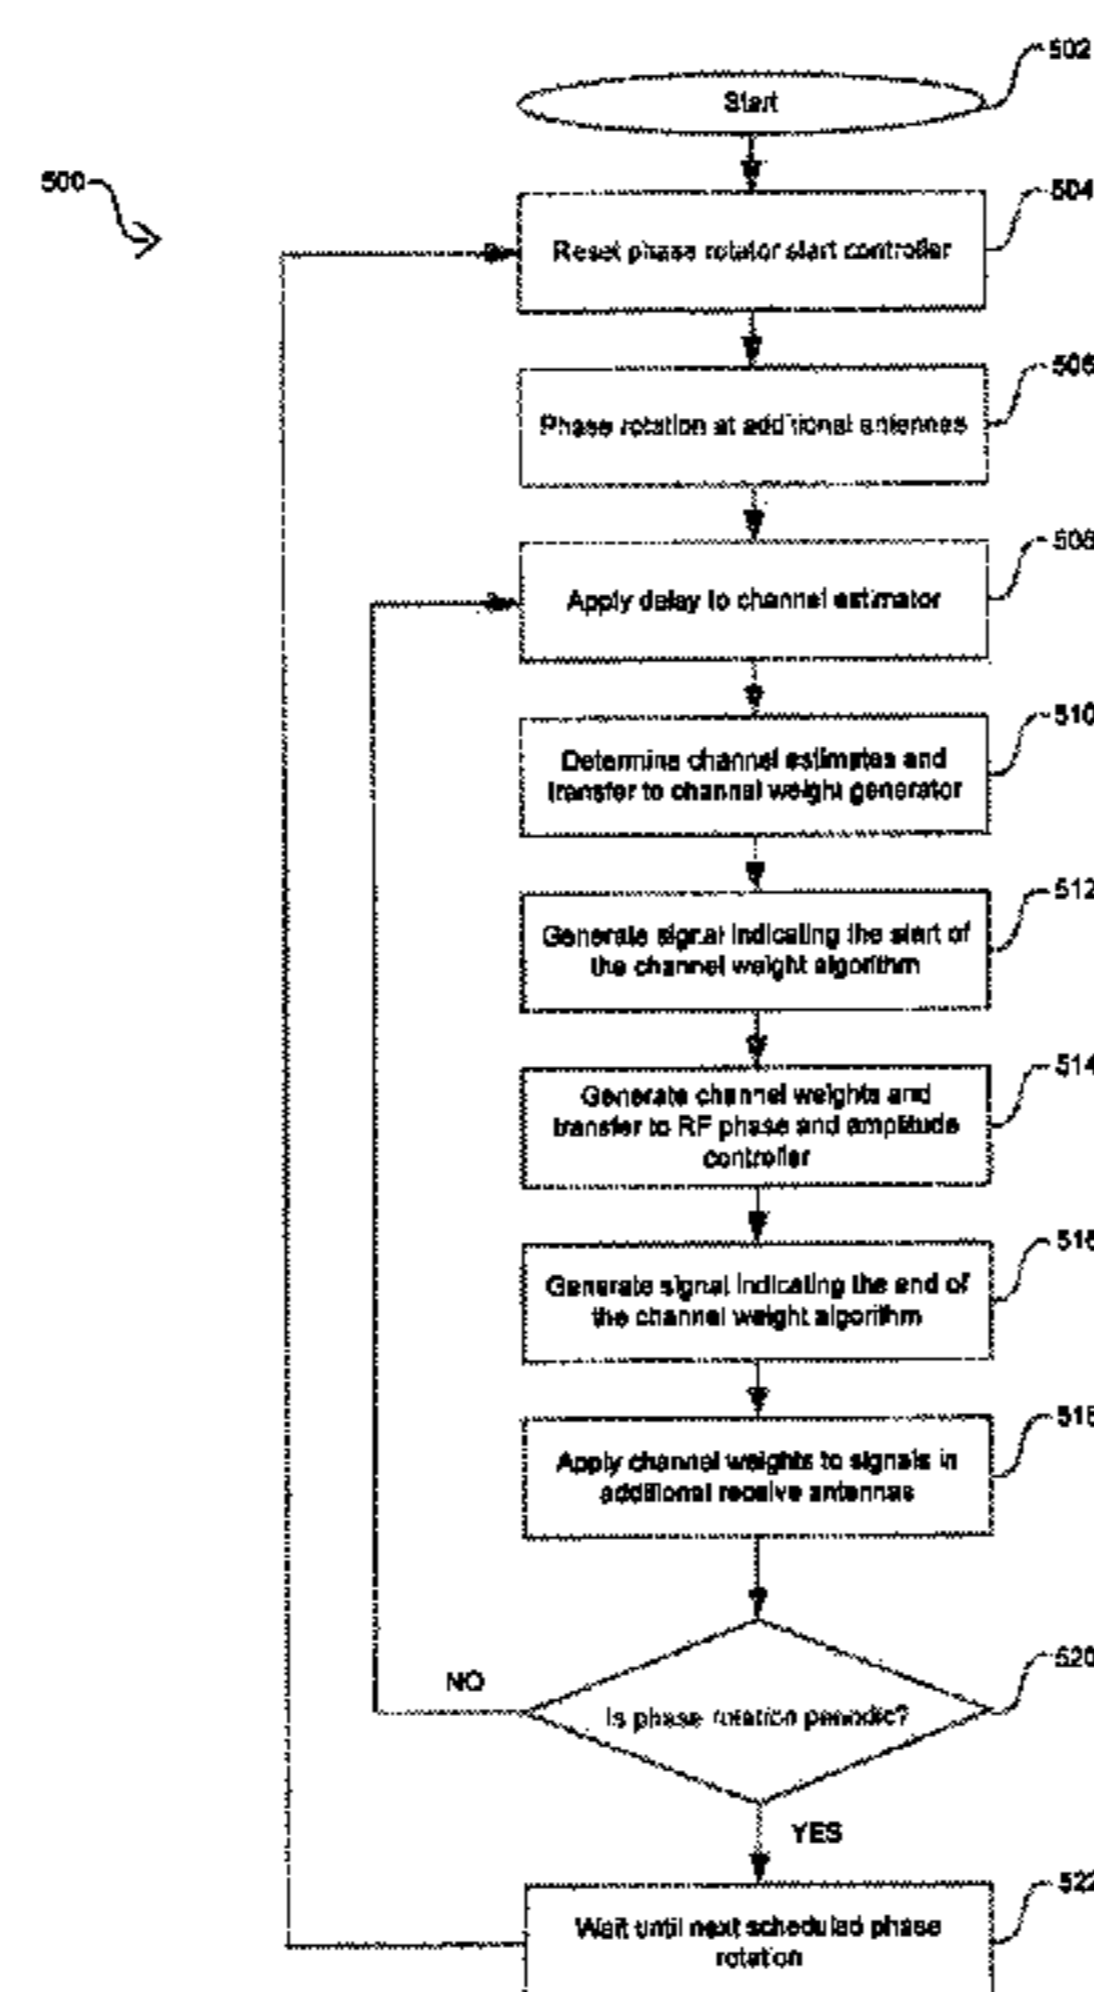 502
Start
500
504
Reset phase rotator start controller
506
Phase rotation at additional antennas
508
Apply delay to channel estimator
510
Determine channel estimates and
transfer to channel weight generator
512
Generate signal indicating the start of
the channel weight algorithm
514
Generate channel weights and
transfer to RF phase and amplitude
controller
516
Generate signal indicating the end of
the channel weight algorithm
518
Apply channel weights to signals in
additional receive antennas
520
NO
Is phase rotation periodic?
YES
522
Wait until next scheduled phase
rotation